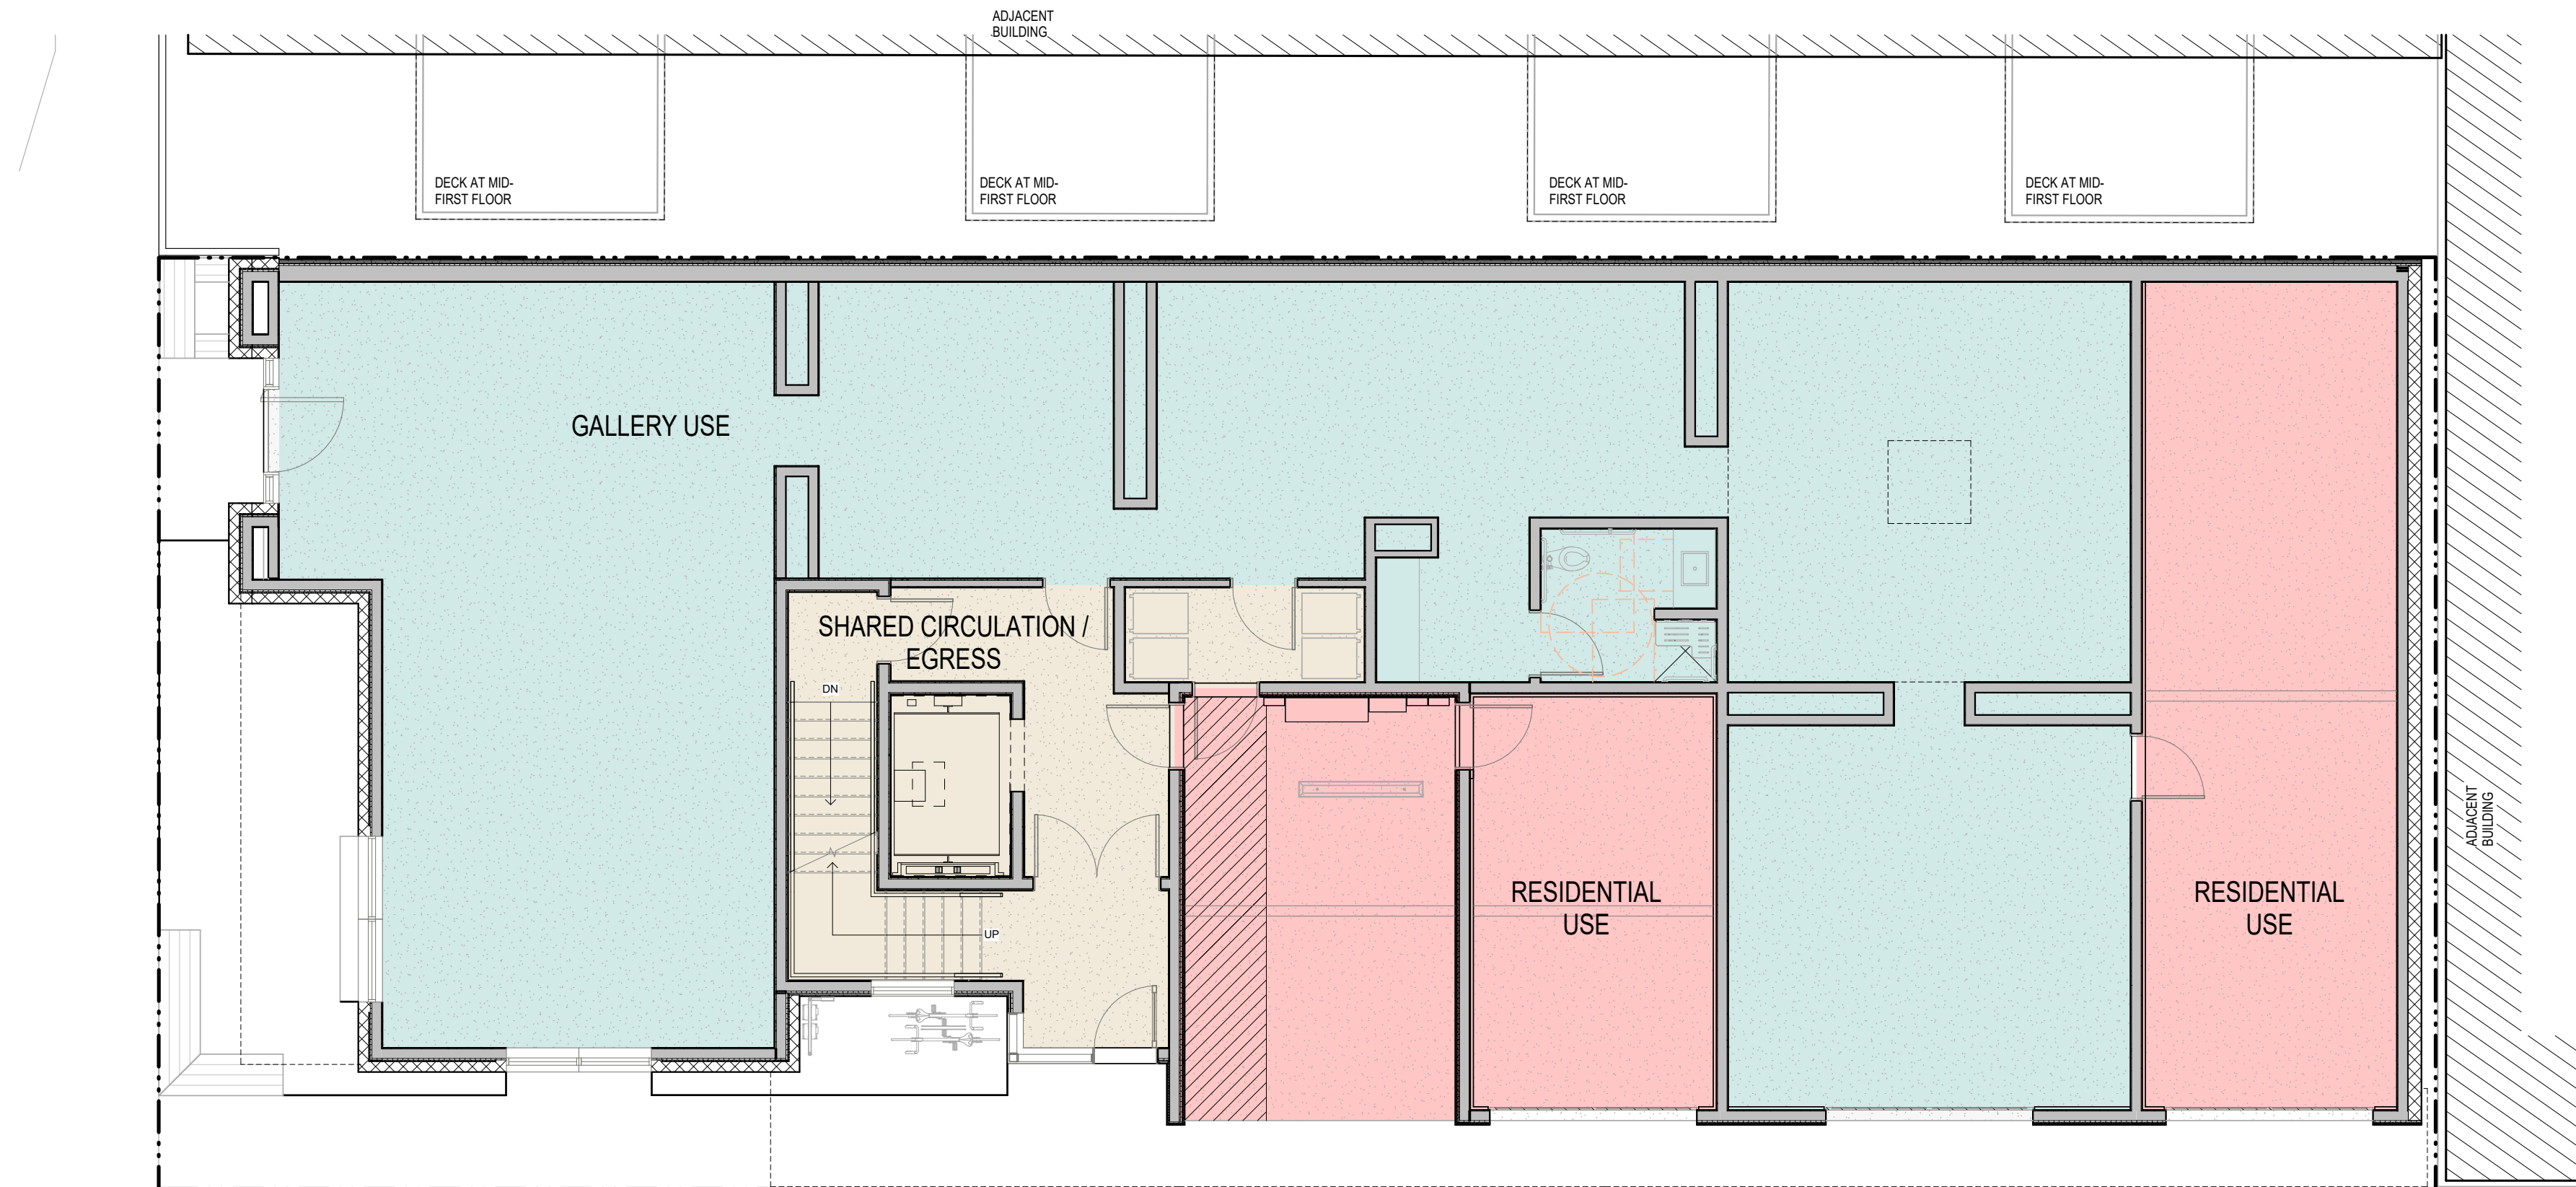 ADJACENT
BUILDING
DECK AT MID-
FIRST FLOOR
DECK AT MID-
FIRST FLOOR
DECK AT MID-
FIRST FLOOR
DECK AT MID-
FIRST FLOOR
GALLERY USE
SHARED CIRCULATION /
EGRESS
DN
UP
RESIDENTIAL
USE
RESIDENTIAL
USE
ADJACENT
BUILDING